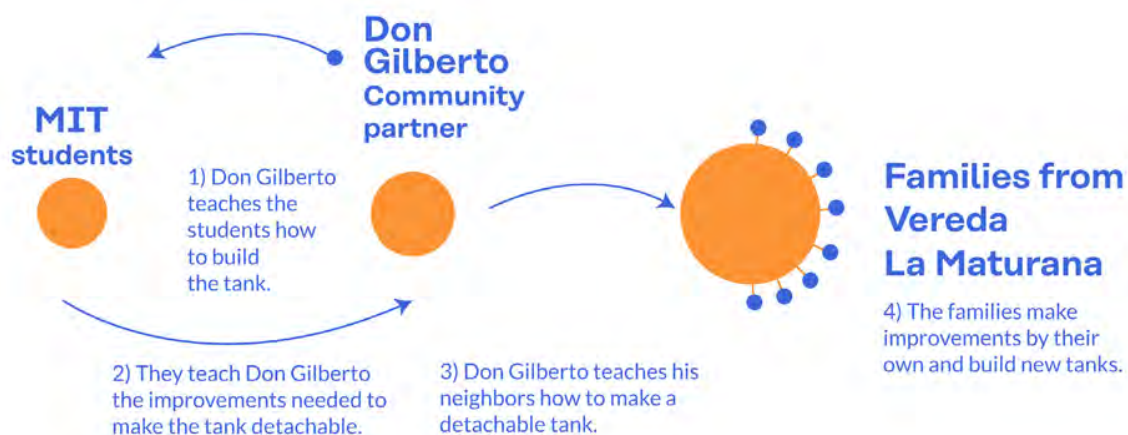 MIT
students
Don
Gilberto
Community
partner
1) Don Gilberto
teaches the
students how
to build
the tank.
2) They teach Don Gilberto
the improvements needed to
make the tank detachable.
3) Don Gilberto teaches his
neighbors how to make a
detachable tank.
Families from
Vereda
La Maturana
4) The families make
improvements by their
own and build new tanks.